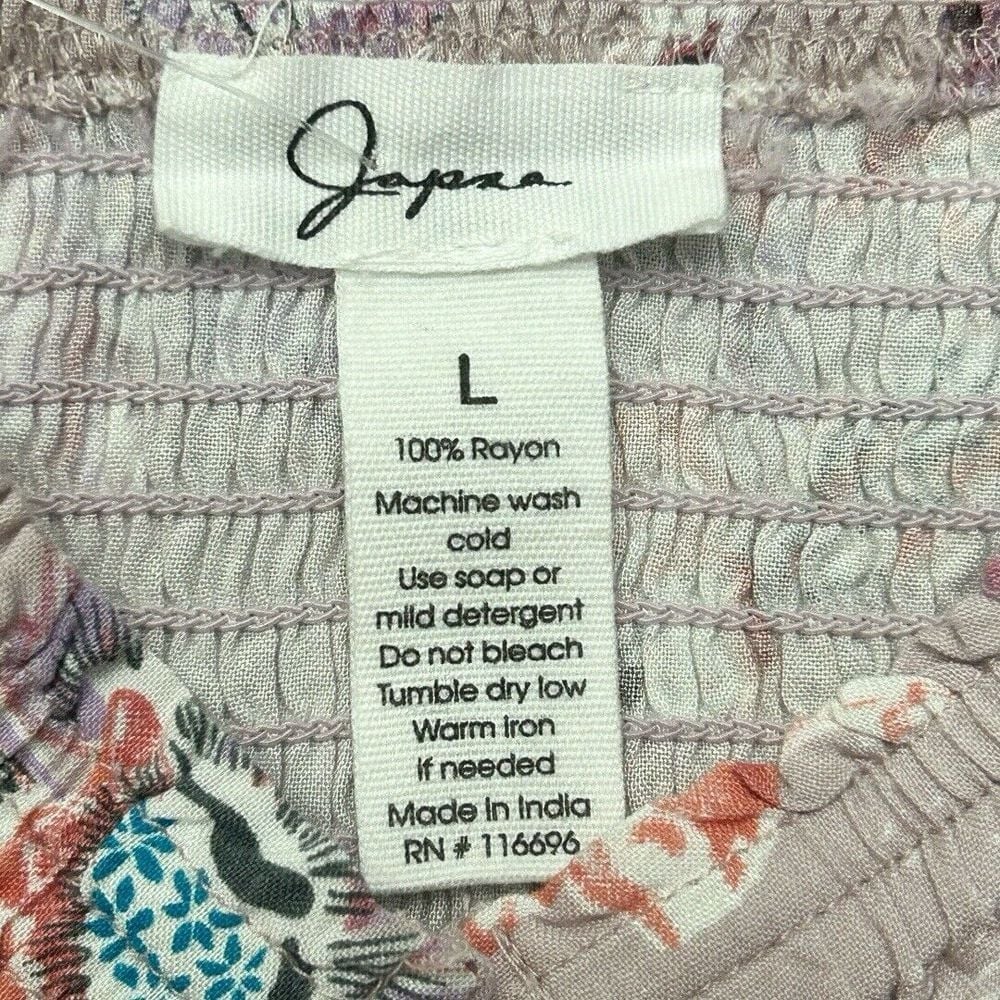 Japna
L
100% Rayon
Machine wash
cold
Use soap or
mild detergent
Do not bleach
Tumble dry low
Warm iron
if needed
Made in India
RN # 116696